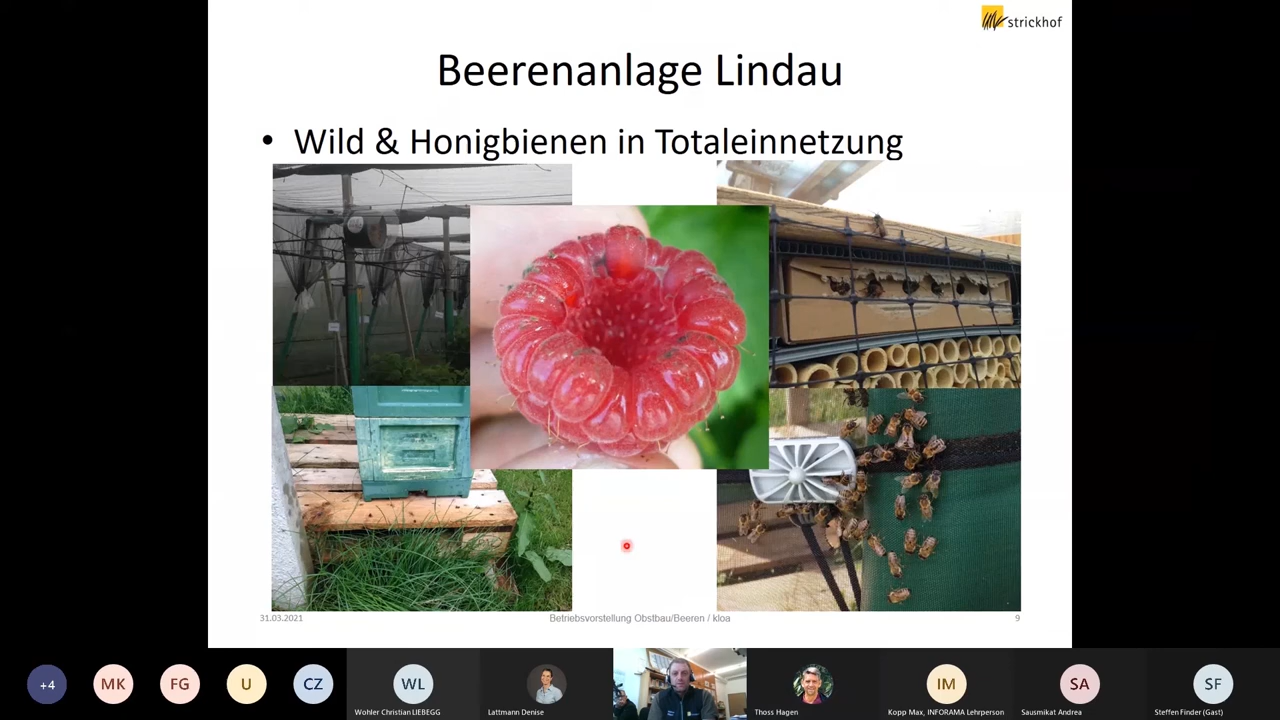 strickhof
Beerenanlage Lindau
• Wild & Honigbienen in Totaleinnetzung
31.03.2021
Betriebsvorstellung Obstbau/Beeren / kloa
9
+4
MK
FG
U
CZ
WL
IM
SA
SF
Wohler Christian LIEBEGG
Lattmann Denise
Thoss Hagen
Kopp Max, INFORAMA Lehrperson
Sausmikat Andrea
Steffen Finder (Gast)